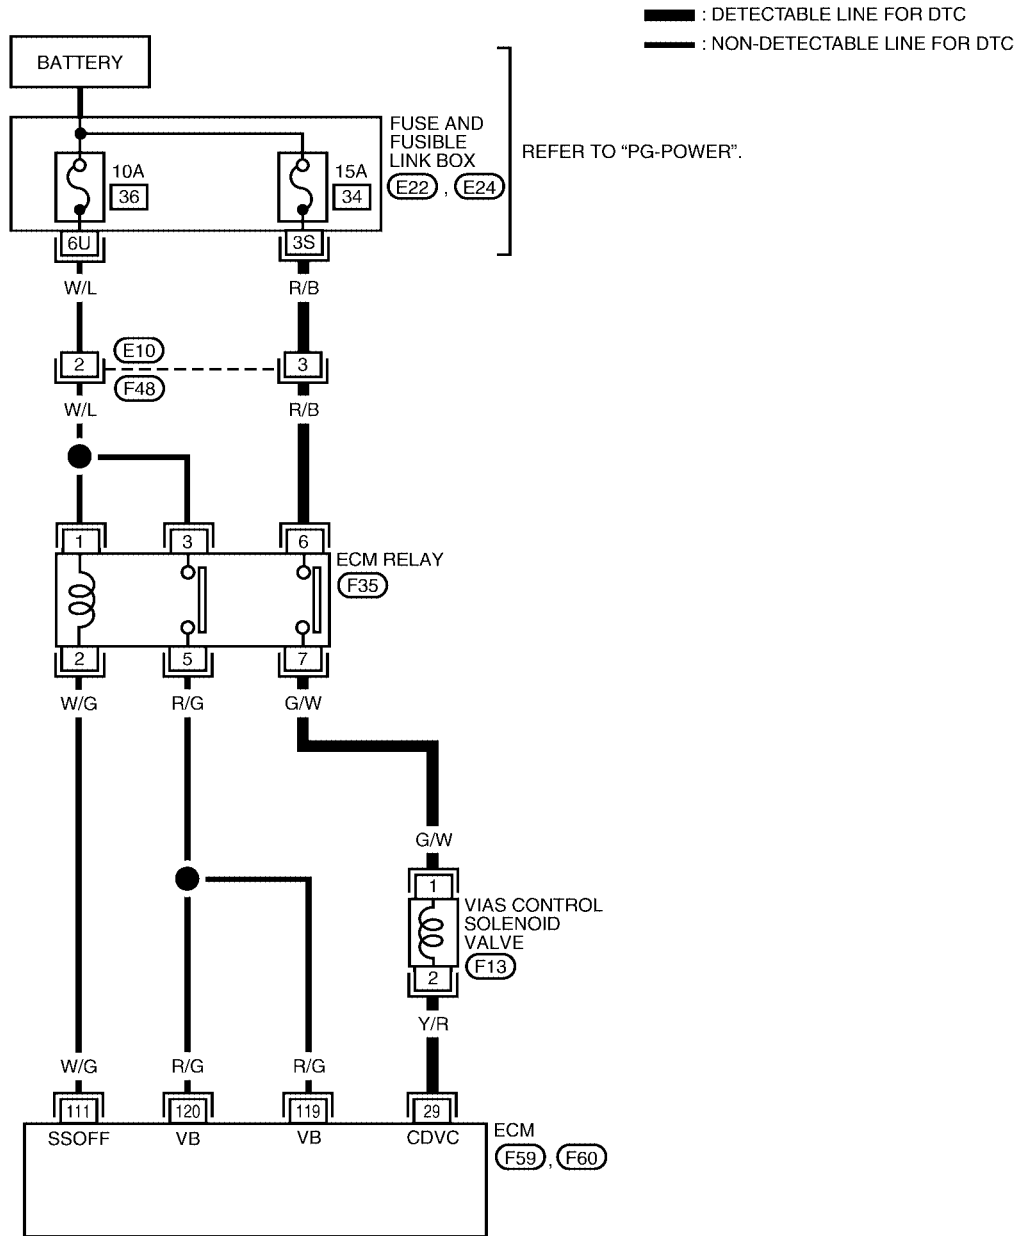 : DETECTABLE LINE FOR DTC
: NON-DETECTABLE LINE FOR DTC
BATTERY
FUSE AND
FUSIBLE
LINK BOX
E22 , E24
REFER TO “PG-POWER”.
10A
36
15A
34
6U
3S
W/L
R/B
2
E10
3
F48
W/L
R/B
1
3
6
ECM RELAY
F35
2
5
7
W/G
R/G
G/W
G/W
1
VIAS CONTROL
SOLENOID
VALVE
F13
2
Y/R
W/G
R/G
R/G
111
120
119
29
SSOFF
VB
VB
CDVC
ECM
F59 , F60